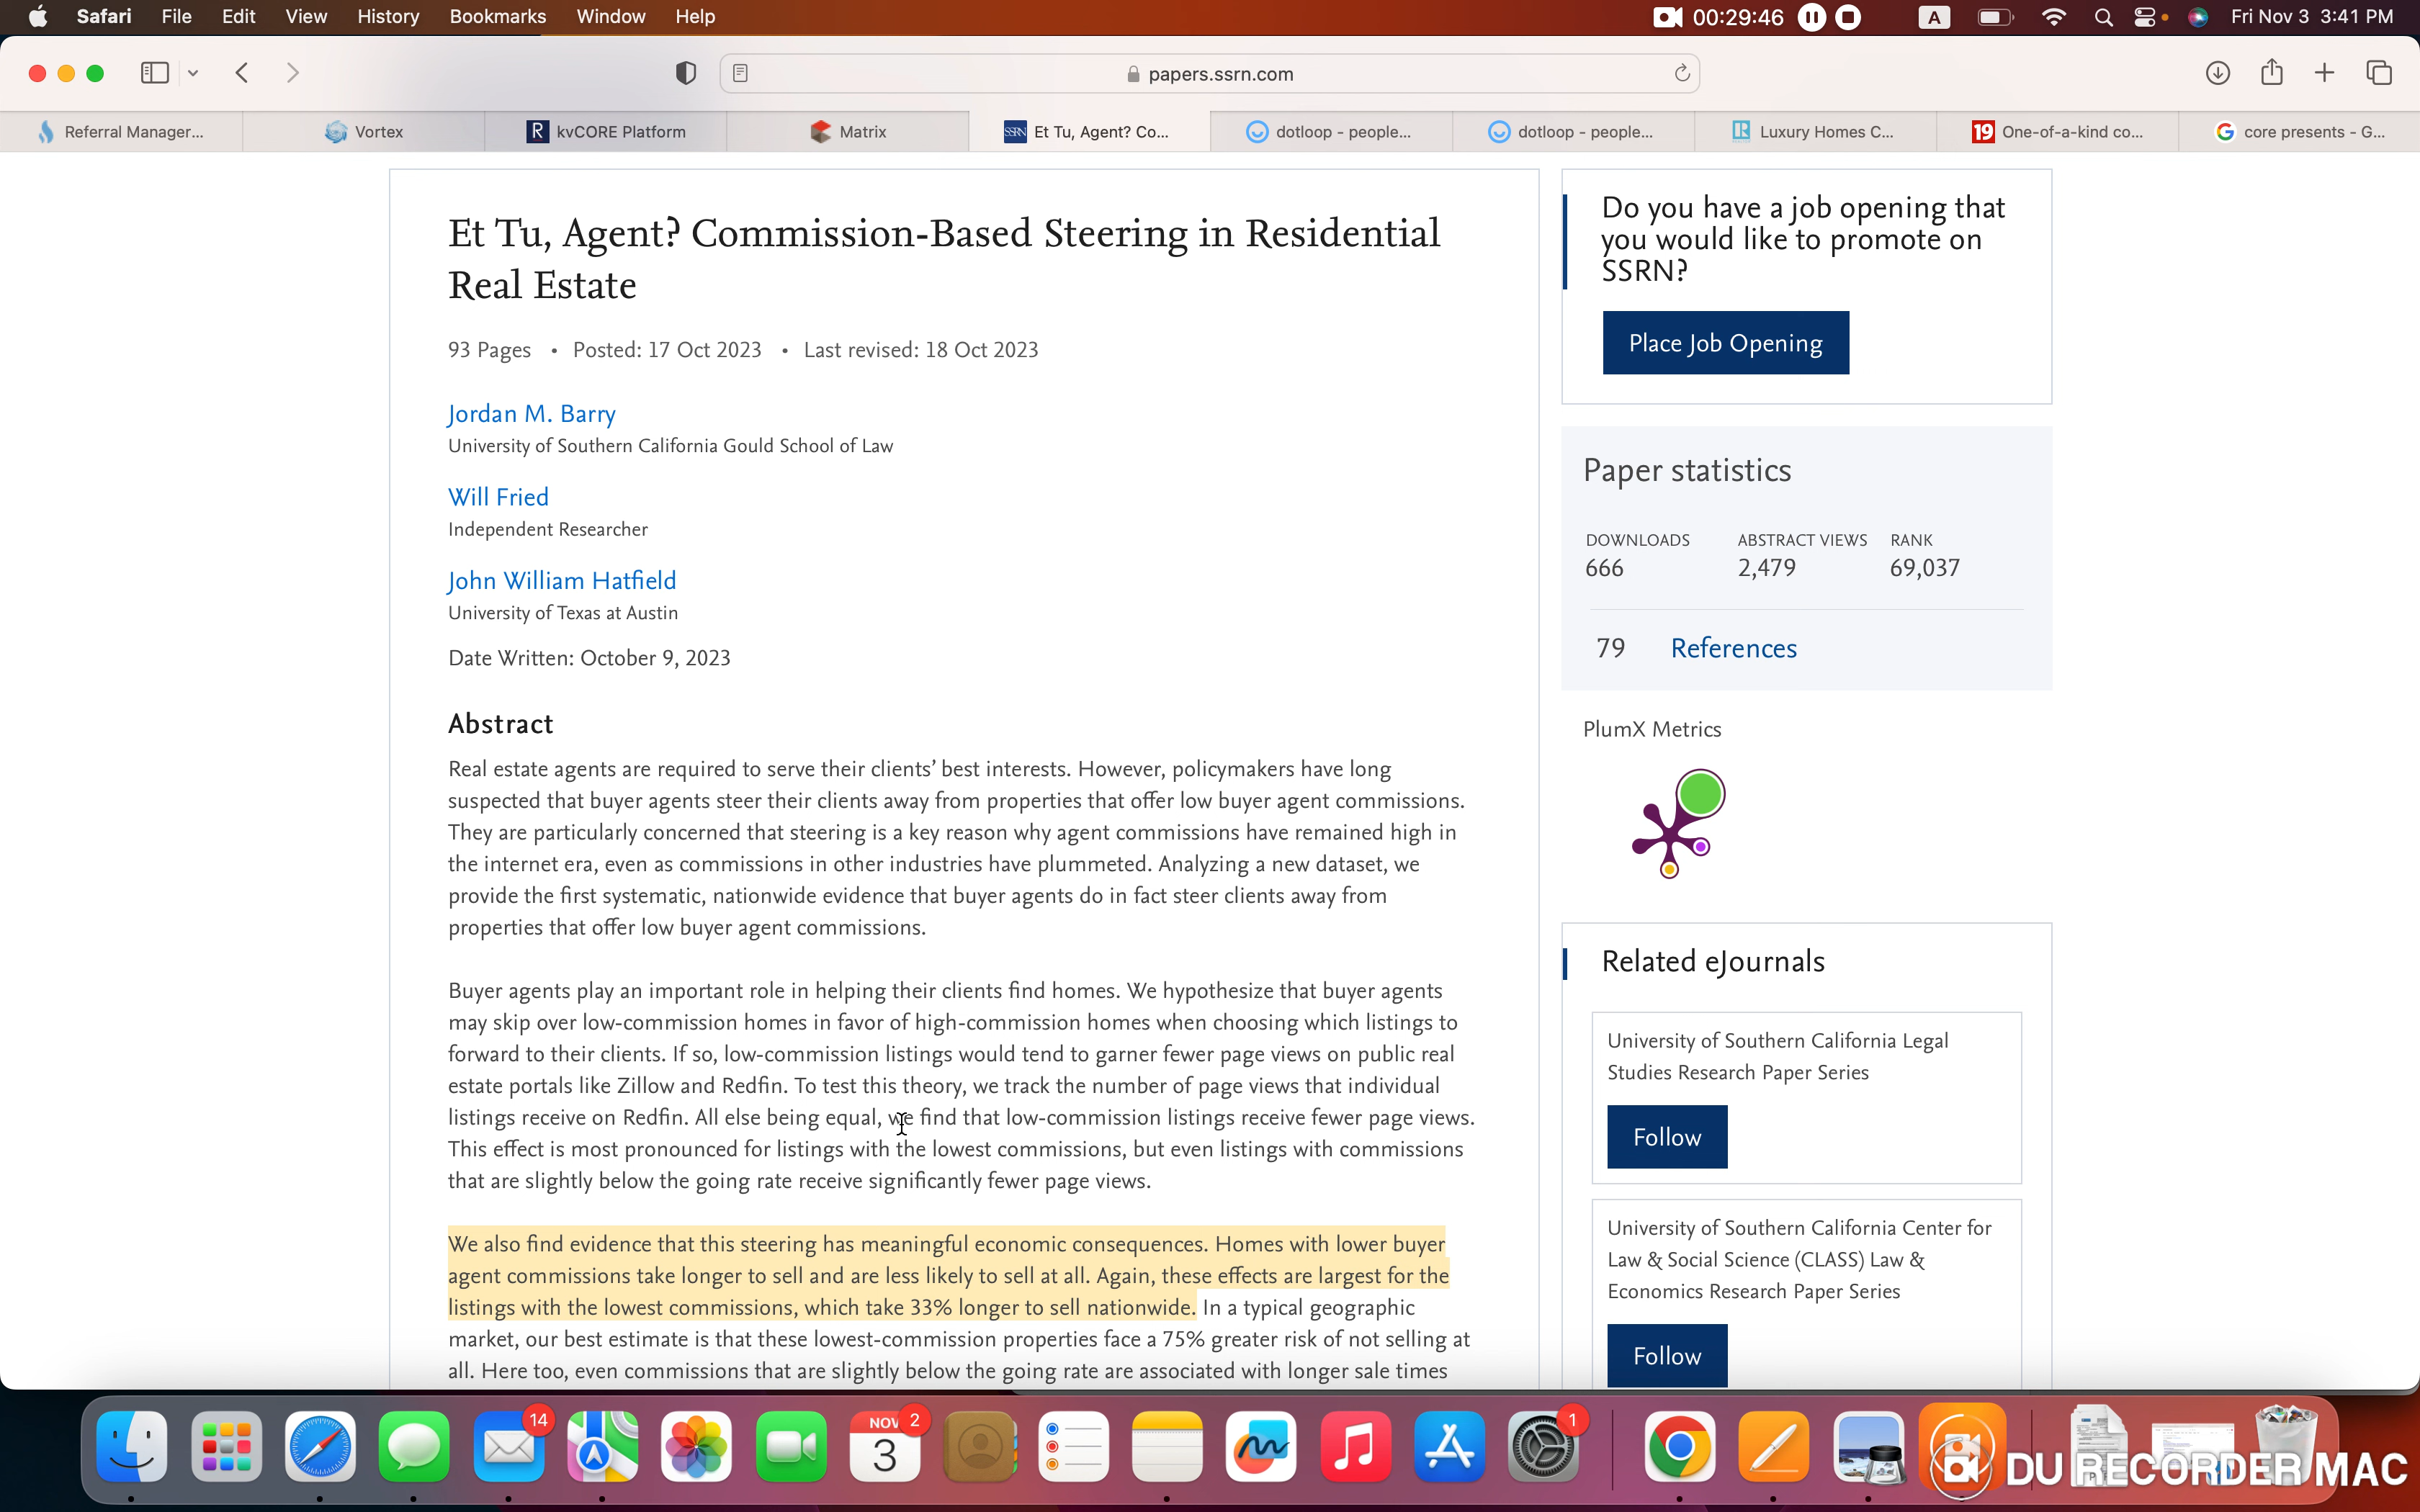 Safari File Edit View History Bookmarks Window Help 00:29:46 A Fri Nov 3 3:41 PM
papers.ssrn.com
Referral Manager... Vortex kvCORE Platform Matrix Et Tu, Agent? Co... dotloop - people... dotloop - people... Luxury Homes C... One-of-a-kind co... core presents - G...
Et Tu, Agent? Commission-Based Steering in Residential
Real Estate
93 Pages • Posted: 17 Oct 2023 • Last revised: 18 Oct 2023
Jordan M. Barry
University of Southern California Gould School of Law
Will Fried
Independent Researcher
John William Hatfield
University of Texas at Austin
Date Written: October 9, 2023
Abstract
Real estate agents are required to serve their clients’ best interests. However, policymakers have long
suspected that buyer agents steer their clients away from properties that offer low buyer agent commissions.
They are particularly concerned that steering is a key reason why agent commissions have remained high in
the internet era, even as commissions in other industries have plummeted. Analyzing a new dataset, we
provide the first systematic, nationwide evidence that buyer agents do in fact steer clients away from
properties that offer low buyer agent commissions.
Buyer agents play an important role in helping their clients find homes. We hypothesize that buyer agents
may skip over low-commission homes in favor of high-commission homes when choosing which listings to
forward to their clients. If so, low-commission listings would tend to garner fewer page views on public real
estate portals like Zillow and Redfin. To test this theory, we track the number of page views that individual
listings receive on Redfin. All else being equal, we find that low-commission listings receive fewer page views.
This effect is most pronounced for listings with the lowest commissions, but even listings with commissions
that are slightly below the going rate receive significantly fewer page views.
We also find evidence that this steering has meaningful economic consequences. Homes with lower buyer
agent commissions take longer to sell and are less likely to sell at all. Again, these effects are largest for the
listings with the lowest commissions, which take 33% longer to sell nationwide. In a typical geographic
market, our best estimate is that these lowest-commission properties face a 75% greater risk of not selling at
all. Here too, even commissions that are slightly below the going rate are associated with longer sale times
Do you have a job opening that
you would like to promote on
SSRN?
Place Job Opening
Paper statistics
DOWNLOADS ABSTRACT VIEWS RANK
666 2,479 69,037
79 References
PlumX Metrics
Related eJournals
University of Southern California Legal
Studies Research Paper Series
Follow
University of Southern California Center for
Law & Social Science (CLASS) Law &
Economics Research Paper Series
Follow
14 NOV 2 1
3
DU RECORDER MAC